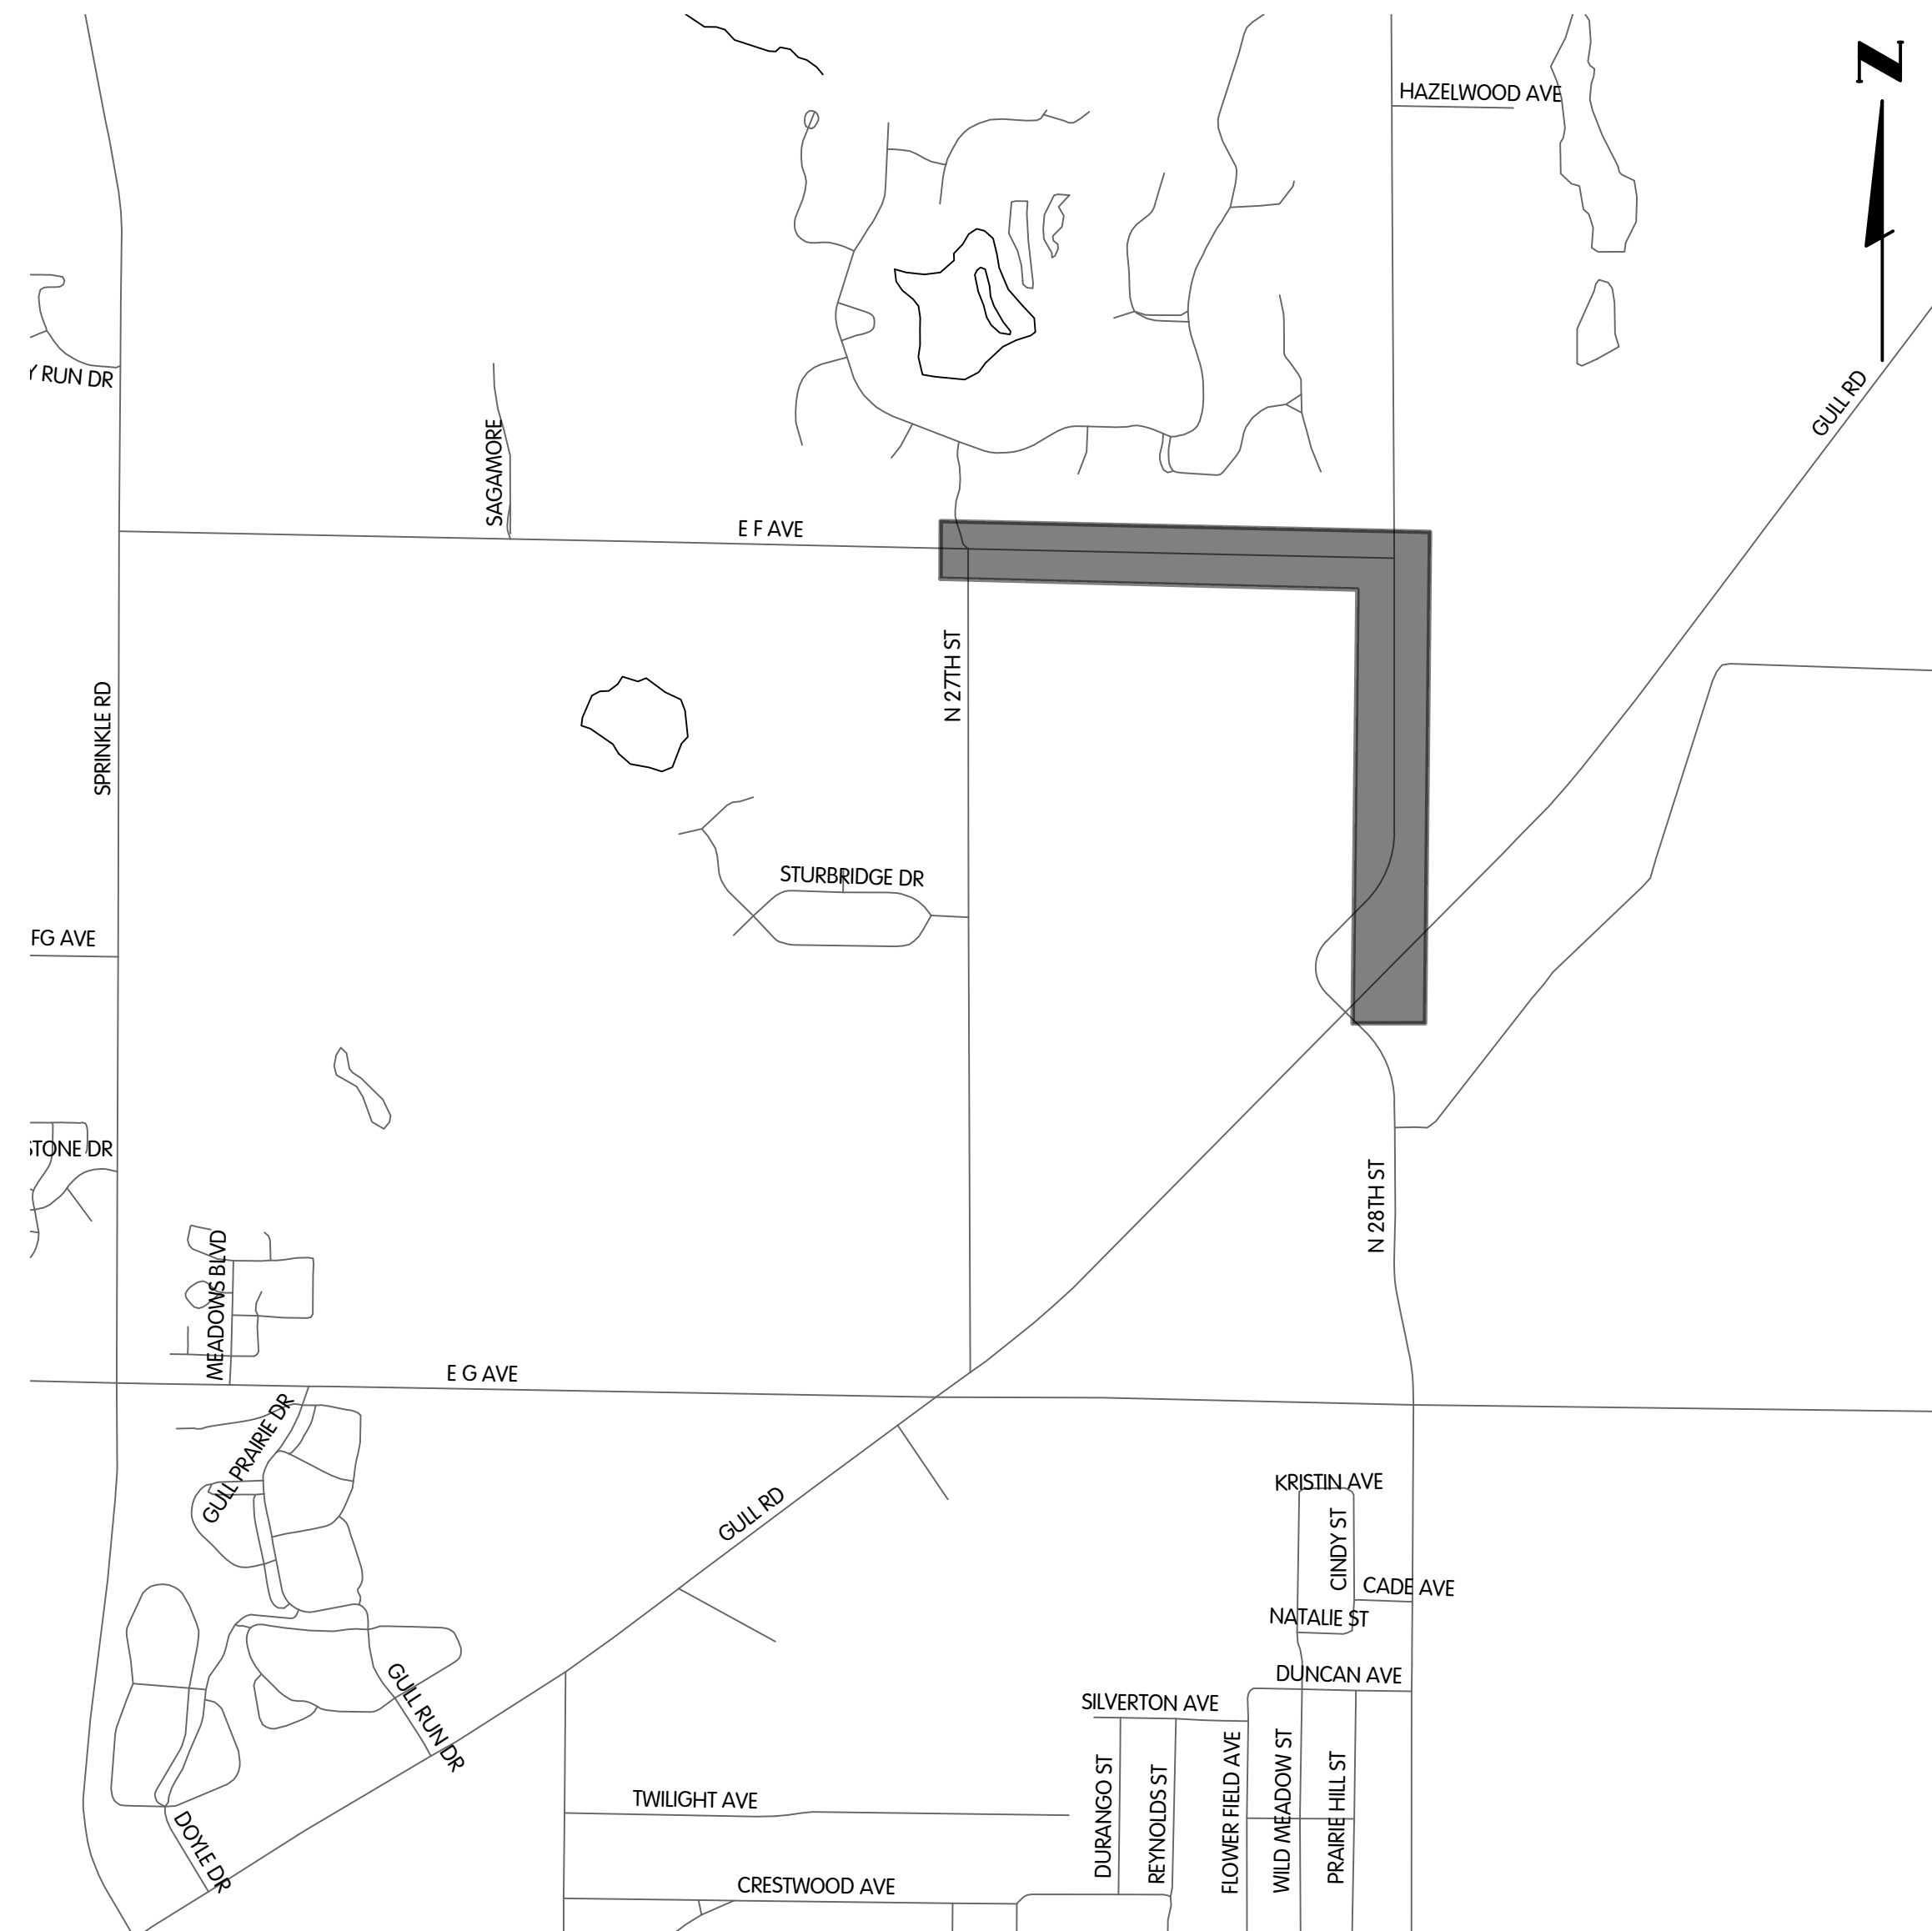 N
HAZELWOOD AVE
Y RUN DR
GULL RD
SAGAMORE
E F AVE
N 27TH ST
SPRINKLE RD
STURBRIDGE DR
FG AVE
STONE DR
N 28TH ST
MEADOWS BLVD
E G AVE
GULL PRAIRIE DR
KRISTIN AVE
GULL RD
CINDY ST
CADE AVE
NATALIE ST
DUNCAN AVE
GULL RUN DR
SILVERTON AVE
FLOWER FIELD AVE
WILD MEADOW ST
PRAIRIE HILL ST
DURANGO ST
REYNOLDS ST
TWILIGHT AVE
DOYLE DR
CRESTWOOD AVE